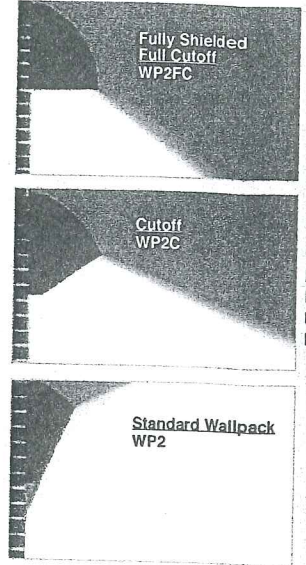 Fully Shielded
Full Cutoff
WP2FC
Cutoff
WP2C
Standard Wallpack
WP2